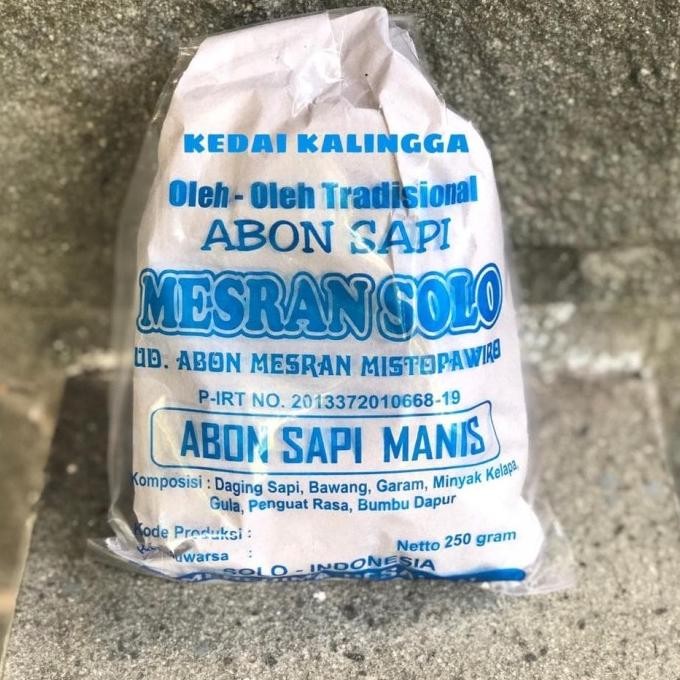 KEDAI KALINGGA
Oleh - Oleh Tradisional
ABON SAPI
MESRAN SOLO
UD. ABON MESRAN MISTOPAWIRO
P-IRT NO. 2013372010668-19
ABON SAPI MANIS
Komposisi : Daging Sapi, Bawang, Garam, Minyak Kelapa,
Gula, Penguat Rasa, Bumbu Dapur
Kode Produksi :
Netto 250 gram
SOLO - INDONESIA